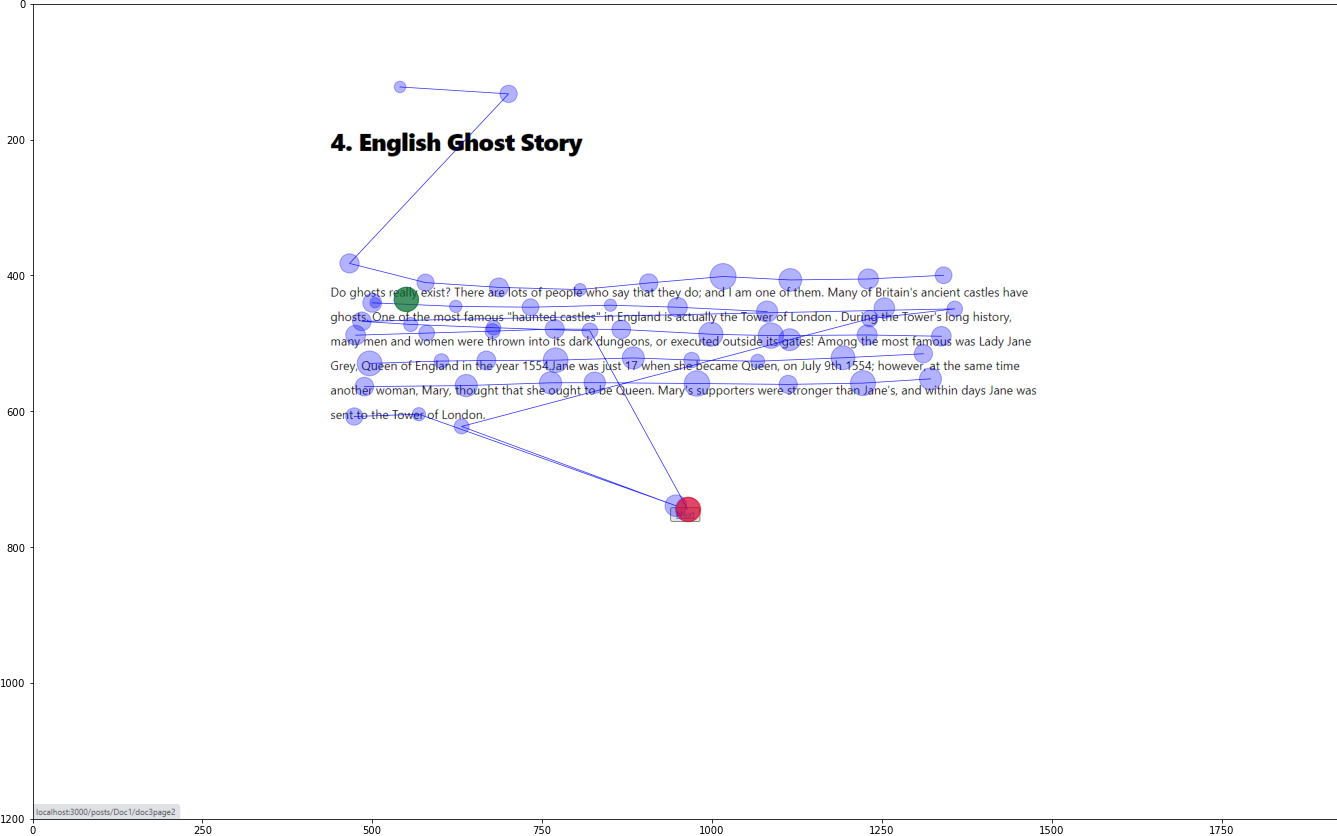 0
200
400
600
800
1000
1200
4. English Ghost Story
Do ghosts really exist? There are lots of people who say that they do; and I am one of them. Many of Britain's ancient castles have
ghosts. One of the most famous "haunted castles" in England is actually the Tower of London . During the Tower's long history,
many men and women were thrown into its dark dungeons, or executed outside its gates! Among the most famous was Lady Jane
Grey, Queen of England in the year 1554.Jane was just 17 when she became Queen, on July 9th 1554; however, at the same time
another woman, Mary, thought that she ought to be Queen. Mary's supporters were stronger than Jane's, and within days Jane was
sent to the Tower of London.
localhost:3000/posts/Doc1/doc3page2
0 250 500 750 1000 1250 1500 1750